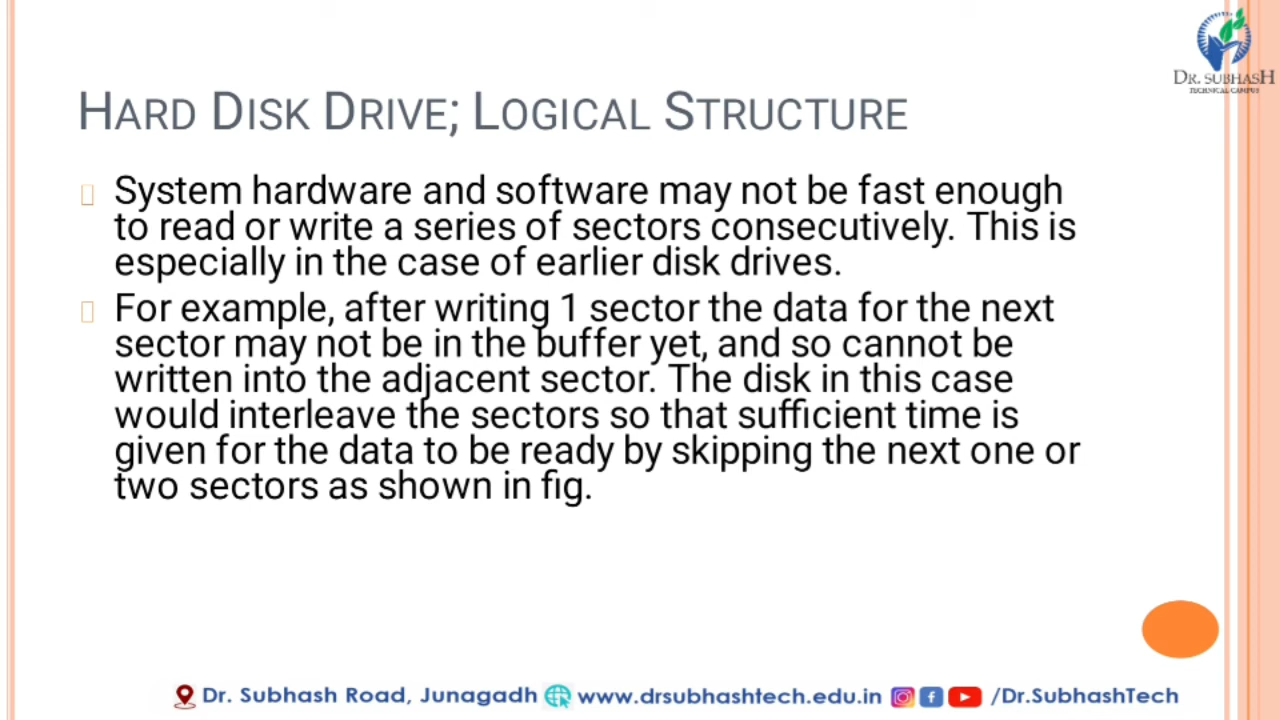 DR. SUBHASH
TECHNICAL CAMPUS
HARD DISK DRIVE; LOGICAL STRUCTURE
System hardware and software may not be fast enough
to read or write a series of sectors consecutively. This is
especially in the case of earlier disk drives.
For example, after writing 1 sector the data for the next
sector may not be in the buffer yet, and so cannot be
written into the adjacent sector. The disk in this case
would interleave the sectors so that sufficient time is
given for the data to be ready by skipping the next one or
two sectors as shown in fig.
Dr. Subhash Road, Junagadh www.drsubhashtech.edu.in /Dr.SubhashTech